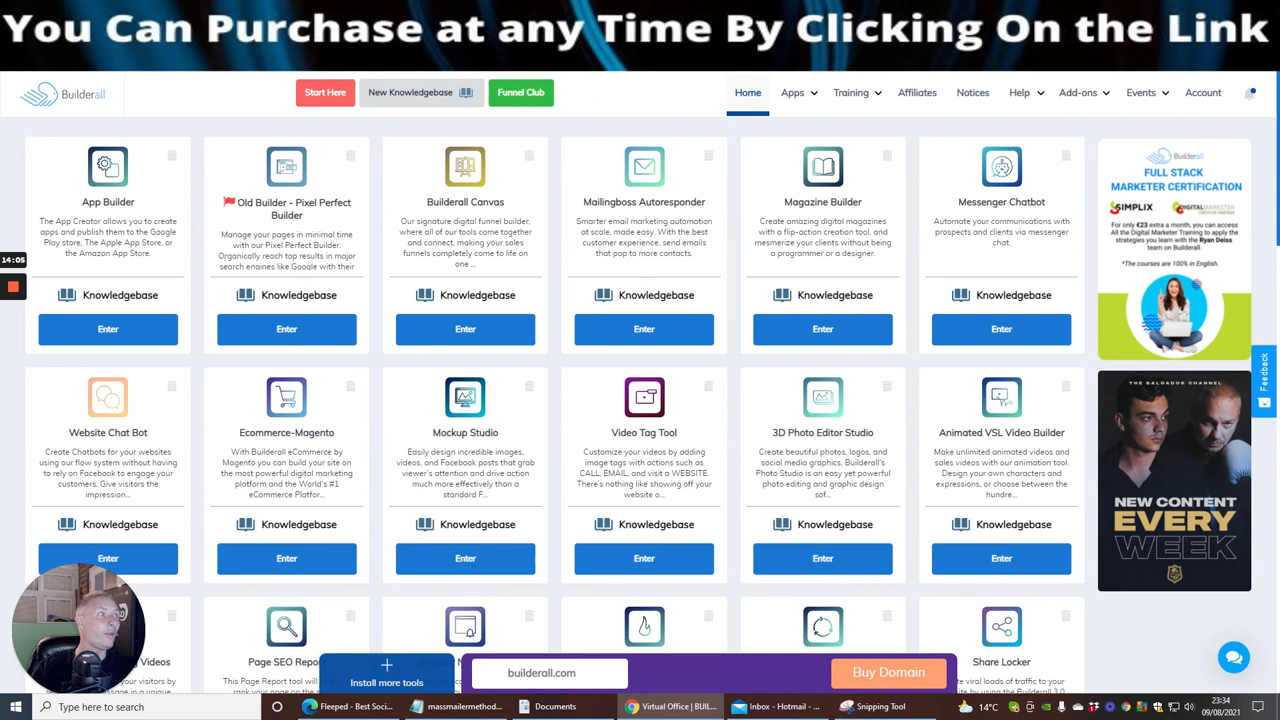 You Can Purchase at any Time By Clicking On the Link
Builderall
Start Here
New Knowledgebase
Funnel Club
Home
Apps
Training
Affiliates
Notices
Help
Add-ons
Events
Account
App Builder
The App Creator allows you to create
apps and publish them to the Google
Play store, The Apple App Store, or
the Amazon App Store.
Knowledgebase
Enter
Old Builder - Pixel Perfect
Builder
Manage your pages in minimal time
with our Pixel Perfect Builder.
Organically reach top results in major
search engines like Google with their
Knowledgebase
Enter
Builderall Canvas
Our signature digital funnel builder,
where all of our tools come together
and connect, making your sales
funnels completely come to life on
one ...
Knowledgebase
Enter
Mailingboss Autoresponder
Smarter email marketing automation
at scale, made easy. With the best
customer experience, send emails
that pop to more contacts.
Knowledgebase
Enter
Magazine Builder
Create amazing digital magazines
with a flip-action creation tool, and
mesmerize your clients without being
a programmer or a designer.
Knowledgebase
Enter
Messenger Chatbot
Automate your communications with
prospects and clients via messenger
chat.
Knowledgebase
Enter
Builderall
FULL STACK
MARKETER CERTIFICATION
SIMPLIX
DIGITALMARKETER
For only €23 extra a month, you can access
All the Digital Marketer Training to apply the
strategies you learn with the Ryan Deiss
team on Builderall.
*The courses are 100% in English.
14:05
Feedback
Website Chat Bot
Create Chatbots for your websites
using our flow system without having
to rely on Facebook to engage your
customers. Give visitors the
impression...
Knowledgebase
Enter
Ecommerce-Magento
With Builderall eCommerce by
Magento you can build your site on
the most powerful digital marketing
platform and the World's #1
eCommerce Platfor...
Knowledgebase
Enter
Mockup Studio
Easily design incredible images,
videos, and Facebook posts that grab
viewer's attention and drive action
much more effectively than a
standard F...
Knowledgebase
Enter
Video Tag Tool
Customize your videos by adding
image tags with actions such as
CALL, EMAIL, and visit a WEBSITE.
There's nothing like showing off your
website a...
Knowledgebase
Enter
3D Photo Editor Studio
Create beautiful photos, logos, and
social media graphics. Builderall's
Photo Studio is an easy yet powerful
photo editing and graphic design
sof...
Knowledgebase
Enter
Animated VSL Video Builder
Make unlimited animated videos and
sales videos with our animation tool.
Design your own characters and
expressions, or choose between the
hundre...
Knowledgebase
Enter
THE SALGADOS CHANNEL
NEW CONTENT
EVERY
WEEK
Videos
Page SEO Repor
This Page Report tool will
Share Locker
viral loads of traffic to your
Install more tools
builderall.com
Buy Domain
Type here to search
Fleeped - Best Soci...
massmailermethod...
Documents
Virtual Office | BUIL...
Inbox - Hotmail - ...
Snipping Tool
14°C
23:34
09/08/2021